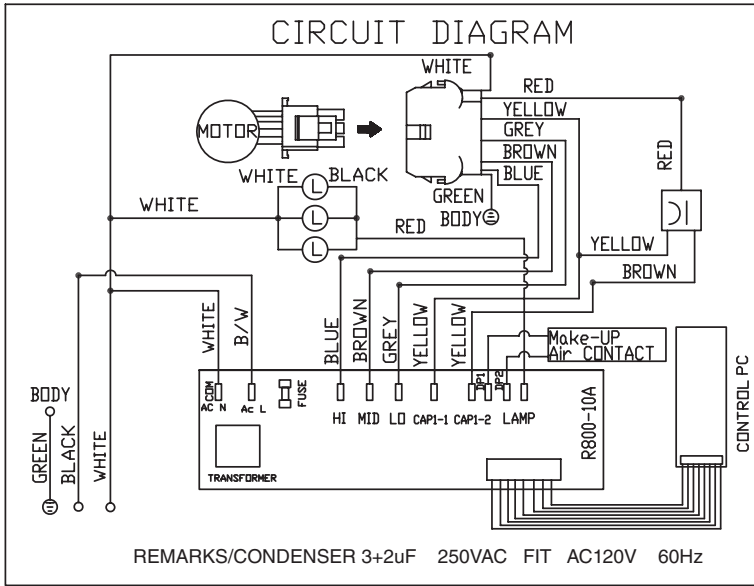 CIRCUIT DIAGRAM
WHITE
RED
YELLOW
GREY
BROWN
BLUE
MOTOR
RED
WHITE
BLACK
L
L
L
GREEN
BODY
WHITE
RED
YELLOW
BROWN
WHITE
B/W
BLUE
BROWN
GREY
YELLOW
YELLOW
Make-UP
Air CONTACT
DP1
DP2
COM
AC N
Ac L
FUSE
HI
MID
LO
CAP1-1
CAP1-2
LAMP
R800-10A
TRANSFORMER
CONTROL PC
BODY
GREEN
BLACK
WHITE
REMARKS/CONDENSER 3+2uF 250VAC FIT AC120V 60Hz